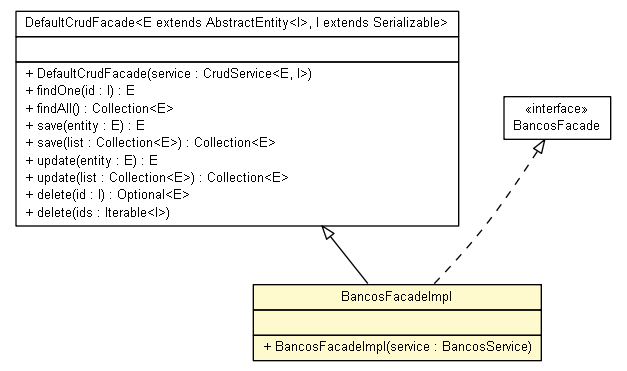 DefaultCrudFacade<E extends AbstractEntity<I>, I extends Serializable>
+ DefaultCrudFacade(service : CrudService<E, I>)
+ findOne(id : I) : E
+ findAll() : Collection<E>
+ save(entity : E) : E
+ save(list : Collection<E>) : Collection<E>
+ update(entity : E) : E
+ update(list : Collection<E>) : Collection<E>
+ delete(id : I) : Optional<E>
+ delete(ids : Iterable<I>)
«interface»
BancosFacade
BancosFacadeImpl
+ BancosFacadeImpl(service : BancosService)